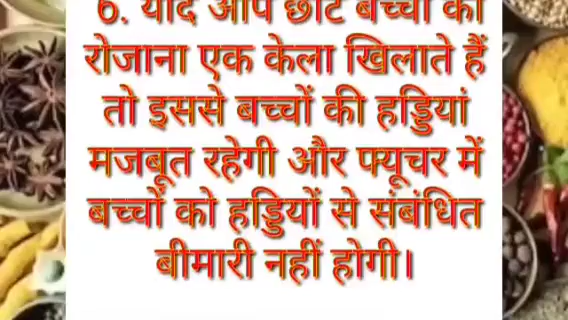 6. यदि आप छोटे बच्चों को
रोजाना एक केला खिलाते हैं
तो इससे बच्चों की हड्डियां
मजबूत रहेगी और फ्यूचर में
बच्चों को हड्डियों से संबंधित
बीमारी नहीं होगी।